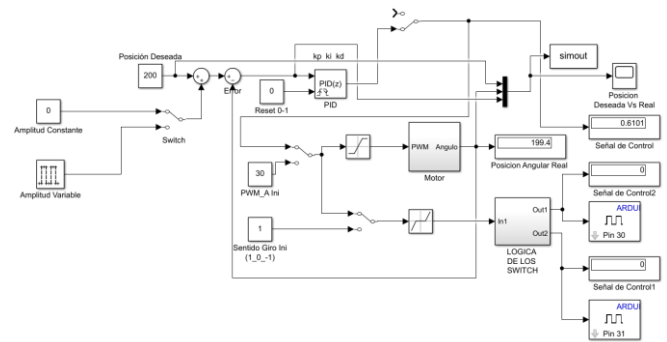 Posición Deseada
200
+
+
+
−
Error
kp ki kd
PID(z)
PID
0
Reset 0-1
simout
Posicion
Deseada Vs Real
0
Amplitud Constante
Switch
Amplitud Variable
30
PWM_A Ini
PWM
Angulo
Motor
199.4
Posicion Angular Real
0.6101
Señal de Control
0
Señal de Control2
1
Sentido Giro Ini
(1_0_-1)
In1
Out1
Out2
LOGICA
DE LOS
SWITCH
ARDUI
Pin 30
0
Señal de Control1
ARDUI
Pin 31